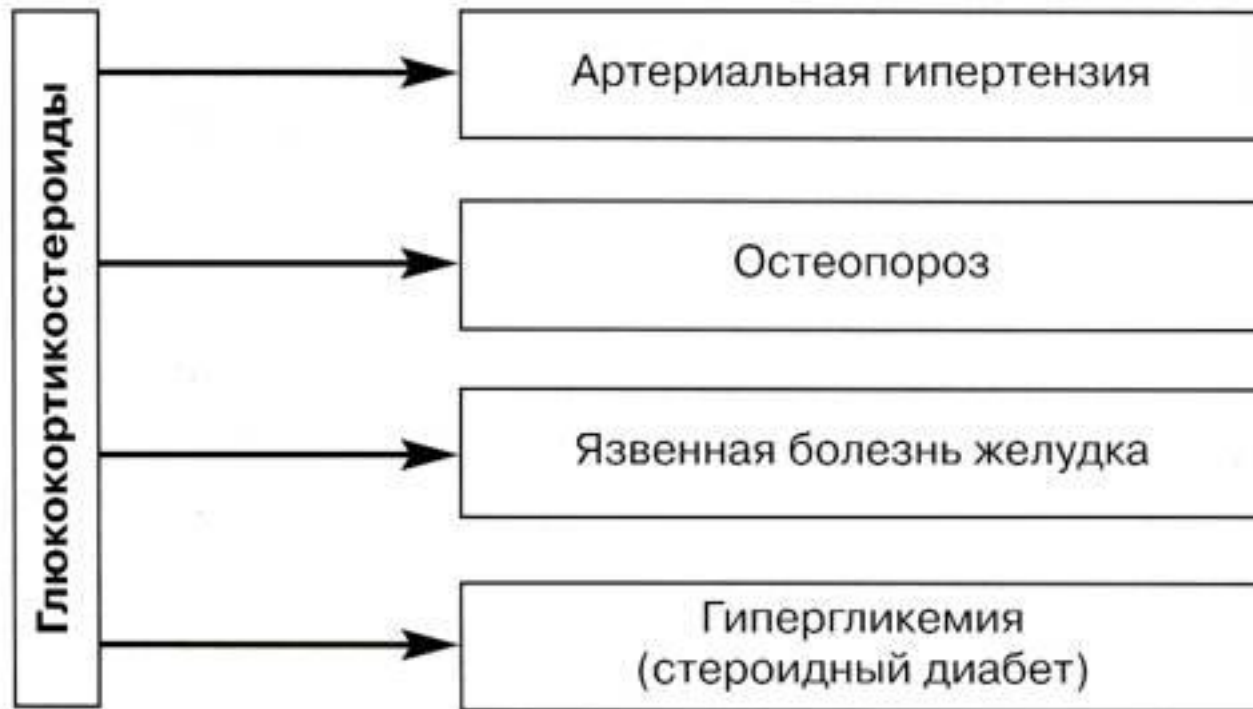 Глюкокортикостероиды
Артериальная гипертензия
Остеопороз
Язвенная болезнь желудка
Гипергликемия
(стероидный диабет)